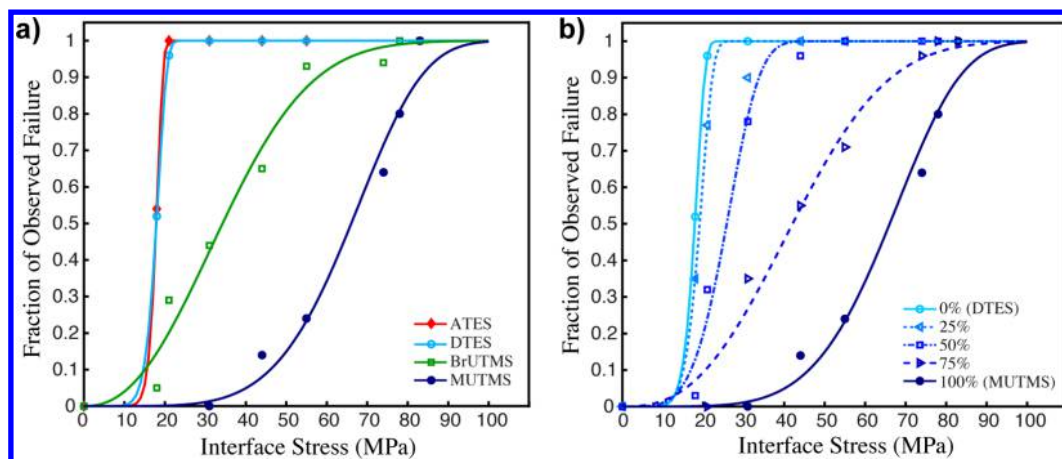 a)
Fraction of Observed Failure
1
0.9
0.8
0.7
0.6
0.5
0.4
0.3
0.2
0.1
0
ATES
DTES
BrUTMS
MUTMS
0 10 20 30 40 50 60 70 80 90 100
Interface Stress (MPa)
b)
Fraction of Observed Failure
1
0.9
0.8
0.7
0.6
0.5
0.4
0.3
0.2
0.1
0
0% (DTES)
25%
50%
75%
100% (MUTMS)
0 10 20 30 40 50 60 70 80 90 100
Interface Stress (MPa)